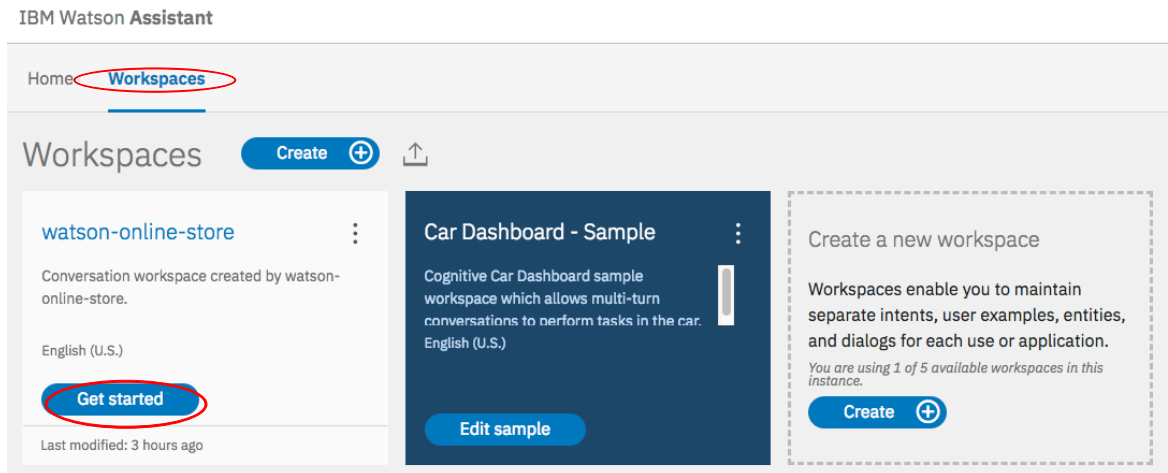 IBM Watson Assistant
Home Workspaces
Workspaces Create
watson-online-store
Conversation workspace created by watson-
online-store.
English (U.S.)
Get started
Last modified: 3 hours ago
Car Dashboard - Sample
Cognitive Car Dashboard sample
workspace which allows multi-turn
conversations to perform tasks in the car.
English (U.S.)
Edit sample
Create a new workspace
Workspaces enable you to maintain
separate intents, user examples, entities,
and dialogs for each use or application.
You are using 1 of 5 available workspaces in this
instance.
Create